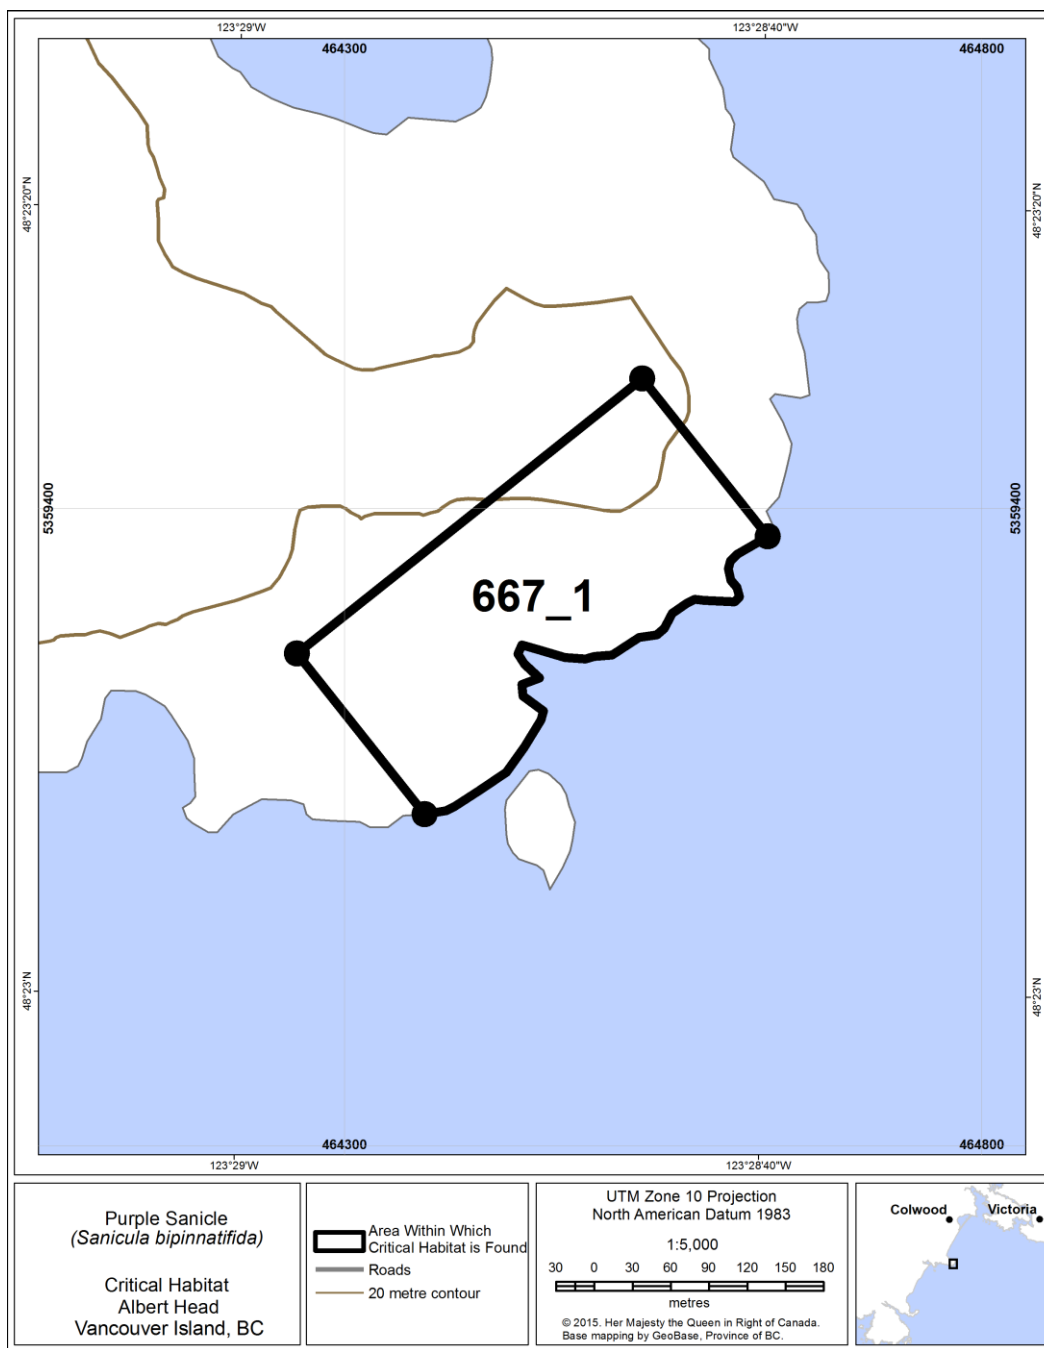 123°29'W 123°28'40"W
464300 464800
48°23'20"N 48°23'20"N
5359400 5359400
667_1
48°23'N 48°23'N
464300 464800
123°29'W 123°28'40"W
Purple Sanicle
(Sanicula bipinnatifida)
Critical Habitat
Albert Head
Vancouver Island, BC
Area Within Which
Critical Habitat is Found
Roads
20 metre contour
UTM Zone 10 Projection
North American Datum 1983
1:5,000
30 0 30 60 90 120 150 180
metres
© 2015. Her Majesty the Queen in Right of Canada.
Base mapping by GeoBase, Province of BC.
Colwood Victoria